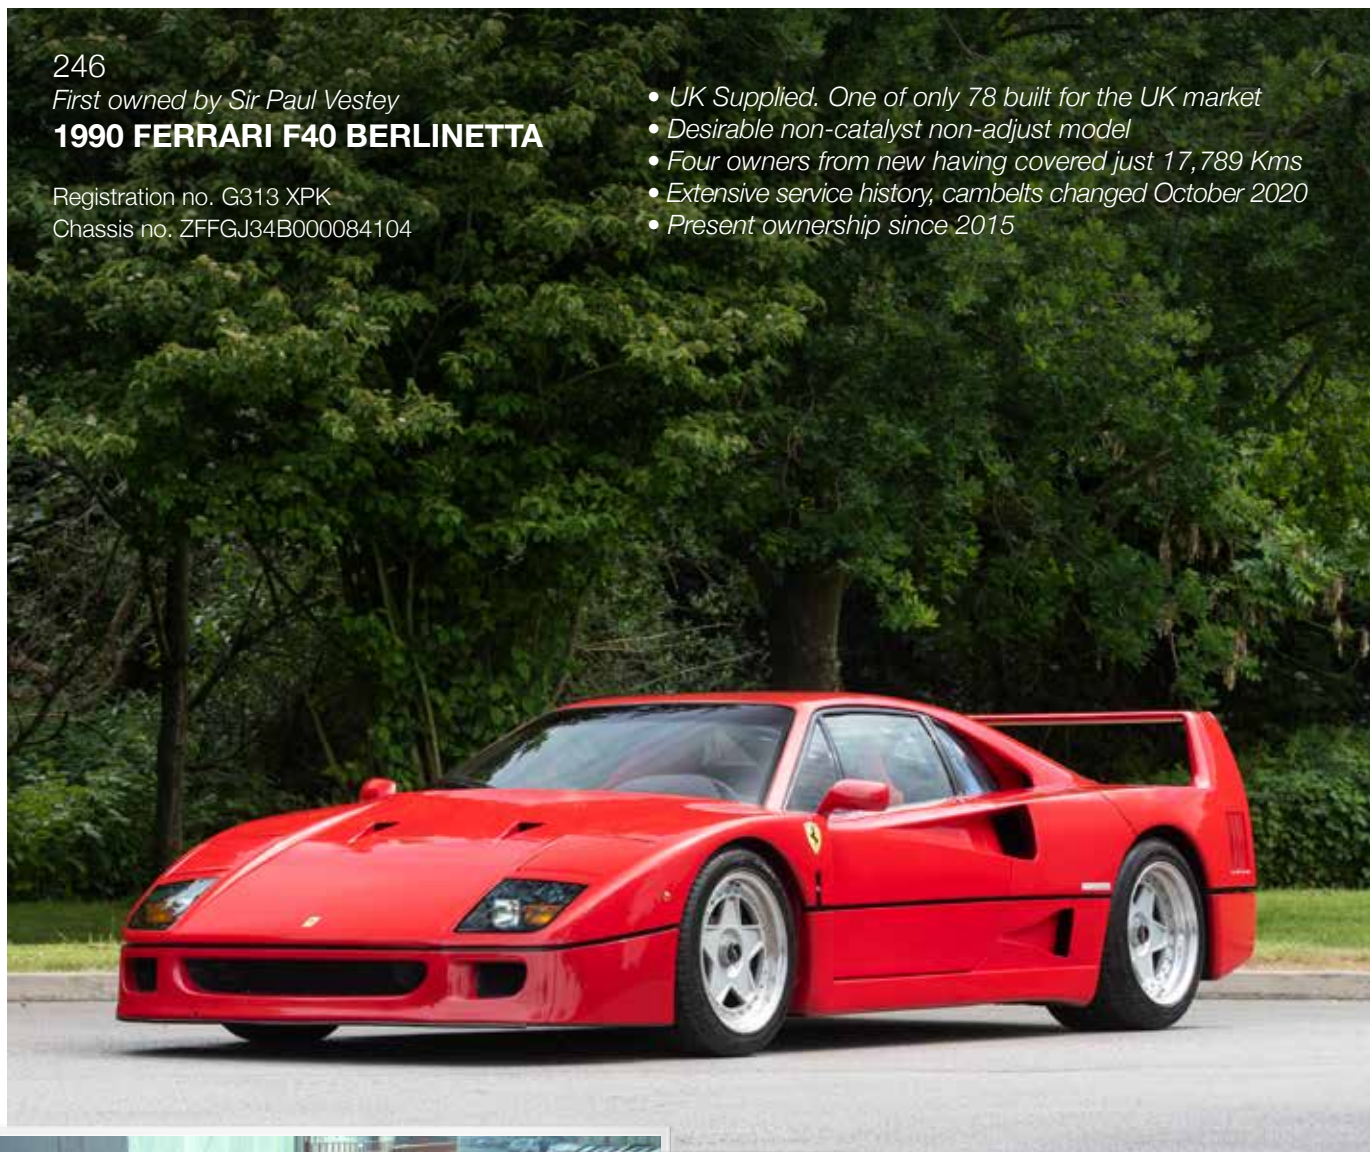 246
First owned by Sir Paul Vestey
1990 FERRARI F40 BERLINETTA
Registration no. G313 XPK
Chassis no. ZFFGJ34B000084104
• UK Supplied. One of only 78 built for the UK market
• Desirable non-catalyst non-adjust model
• Four owners from new having covered just 17,789 Kms
• Extensive service history, cambelts changed October 2020
• Present ownership since 2015